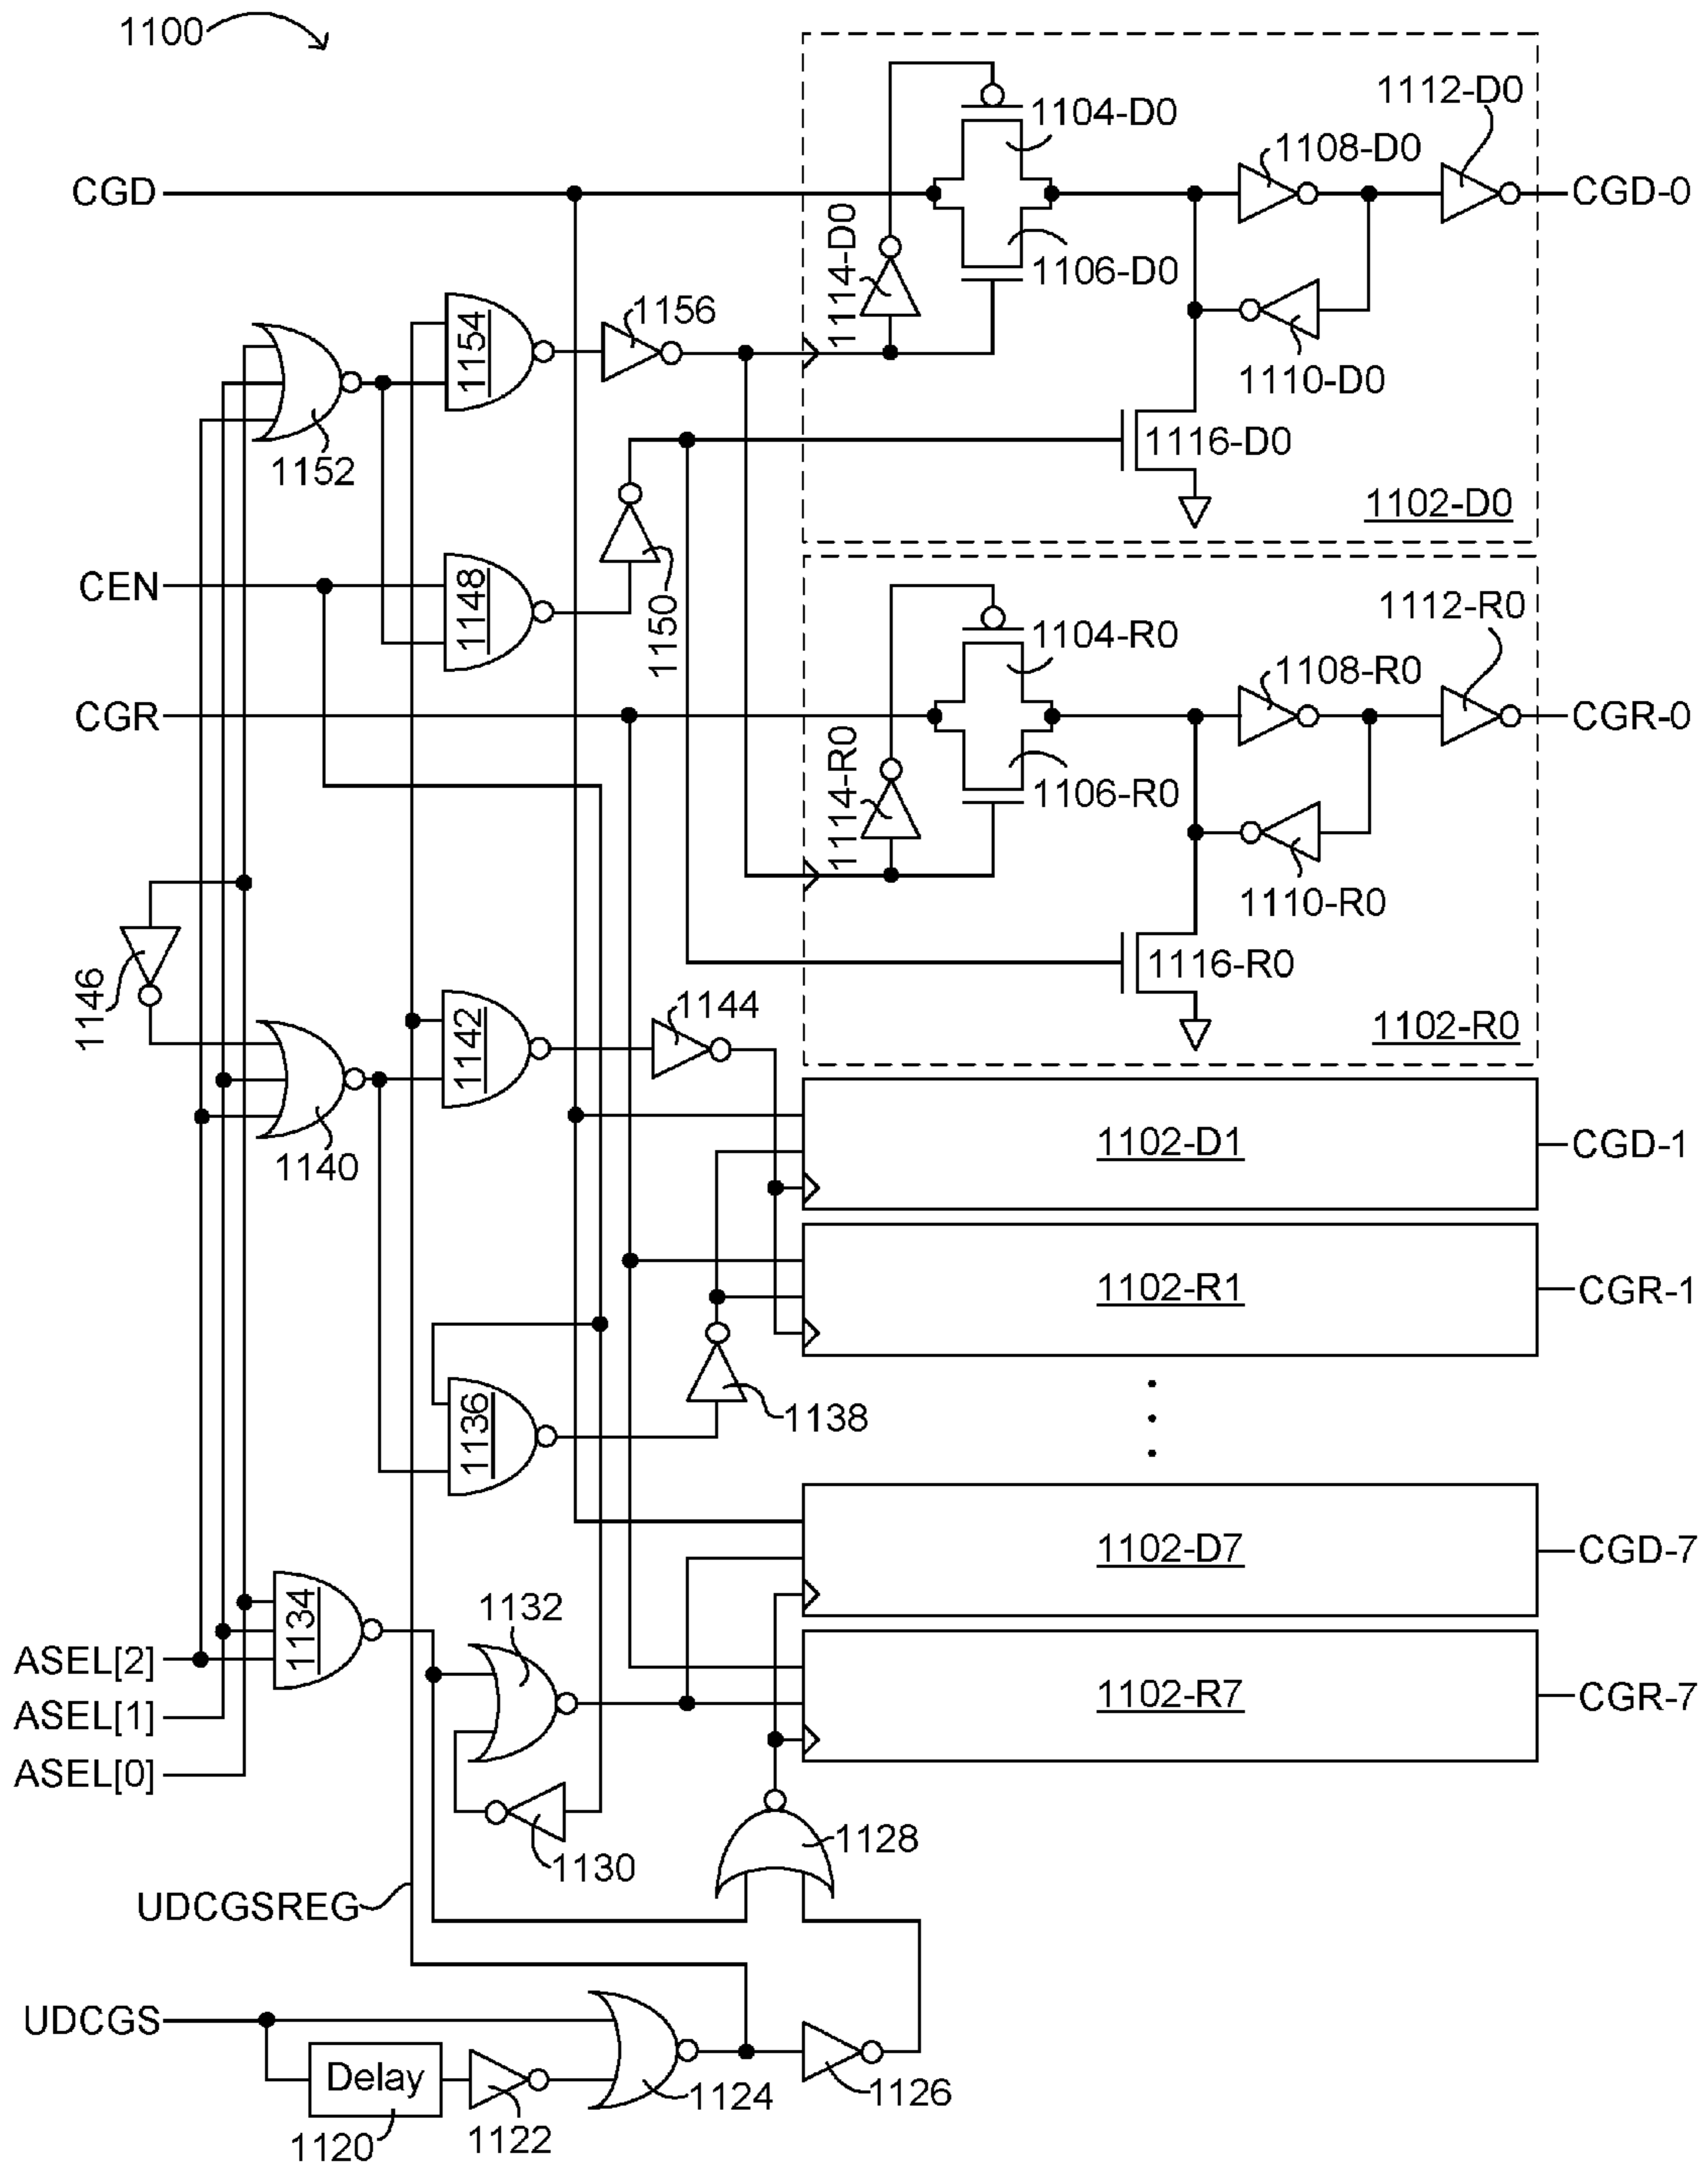 1100
1112-D0
1104-D0
1108-D0
CGD
CGD-0
1114-D0
1106-D0
1154
1156
1110-D0
1116-D0
1152
1102-D0
CEN
1148
1150
1112-R0
1104-R0
1108-R0
CGR
CGR-0
1114-R0
1106-R0
1110-R0
1146
1116-R0
1142
1144
1102-R0
1140
1102-D1
CGD-1
1102-R1
CGR-1
1136
1138
1102-D7
CGD-7
1134
1132
ASEL[2]
1102-R7
CGR-7
ASEL[1]
ASEL[0]
1128
1130
UDCGSREG
UDCGS
Delay
1124
1126
1120
1122